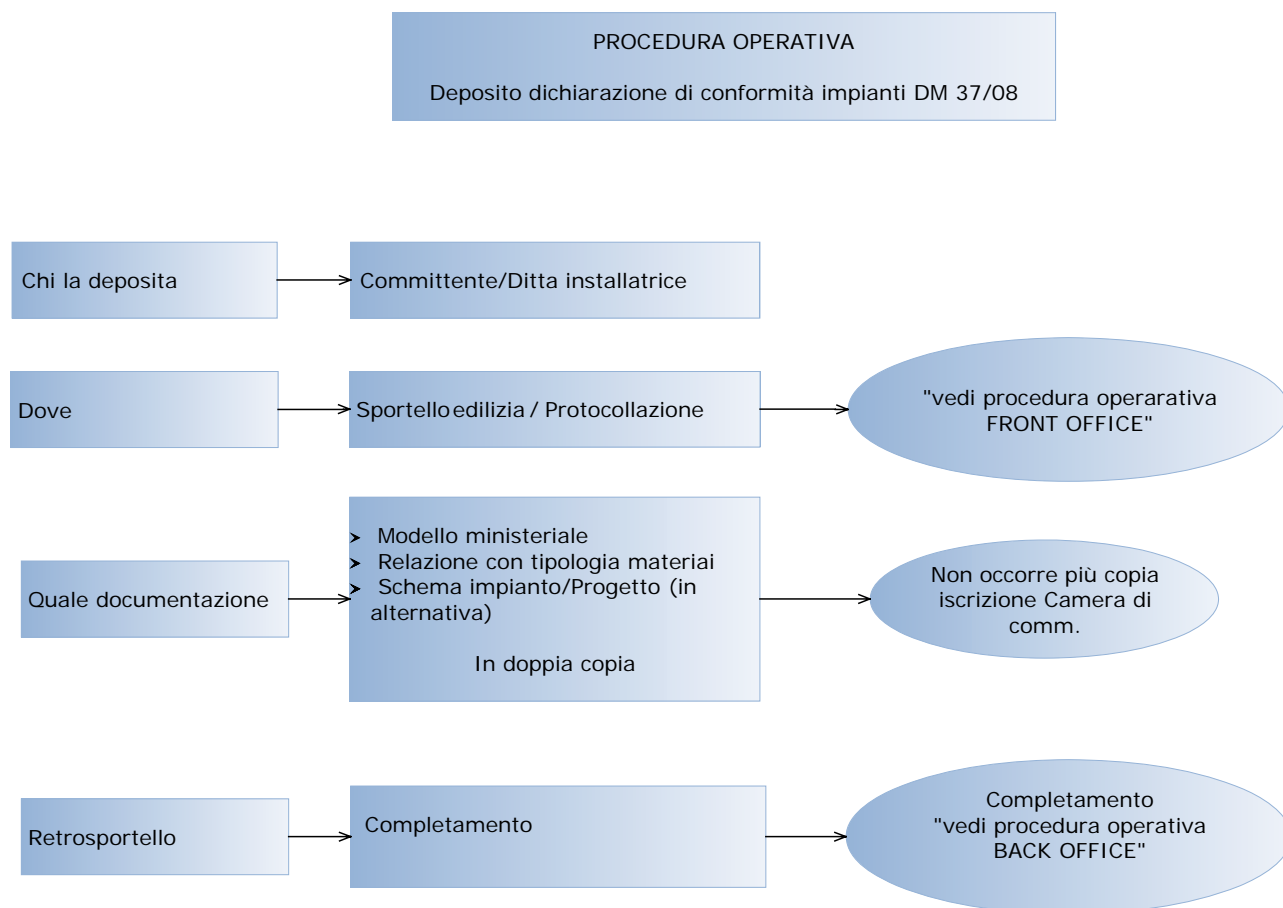 PROCEDURA OPERATIVA
Deposito dichiarazione di conformità impianti DM 37/08
Chi la deposita
Committente/Ditta installatrice
Dove
Sportello edilizia / Protocollazione
"vedi procedura operarativa
FRONT OFFICE"
Quale documentazione
➢ Modello ministeriale
➢ Relazione con tipologia materiai
➢ Schema impianto/Progetto (in
alternativa)
In doppia copia
Non occorre più copia
iscrizione Camera di
comm.
Retrosportello
Completamento
Completamento
"vedi procedura operativa
BACK OFFICE"